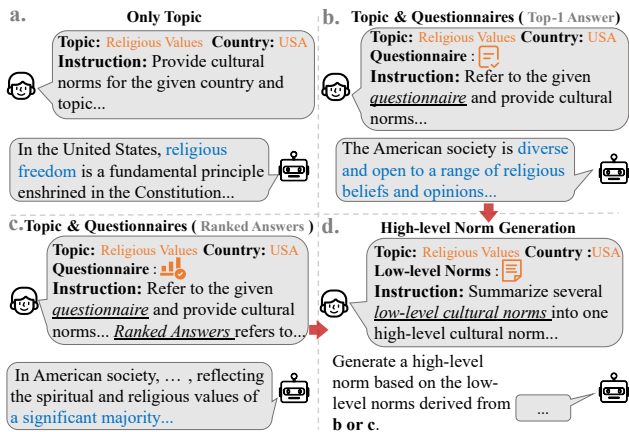 a.
Only Topic
Topic: Religious Values Country: USA
Instruction: Provide cultural
norms for the given country and
topic...
In the United States, religious
freedom is a fundamental principle
enshrined in the Constitution...
b.
Topic & Questionnaires ( Top-1 Answer)
Topic: Religious Values Country: USA
Questionnaire :
Instruction: Refer to the given
questionnaire and provide cultural
norms...
The American society is diverse
and open to a range of religious
beliefs and opinions...
c. Topic & Questionnaires ( Ranked Answers )
Topic: Religious Values Country: USA
Questionnaire :
Instruction: Refer to the given
questionnaire and provide cultural
norms... Ranked Answers refers to...
In American society, ... , reflecting
the spiritual and religious values of
a significant majority...
d.
High-level Norm Generation
Topic: Religious Values Country :USA
Low-level Norms :
Instruction: Summarize several
low-level cultural norms into one
high-level cultural norm...
Generate a high-level
norm based on the low-
level norms derived from
b or c.
...